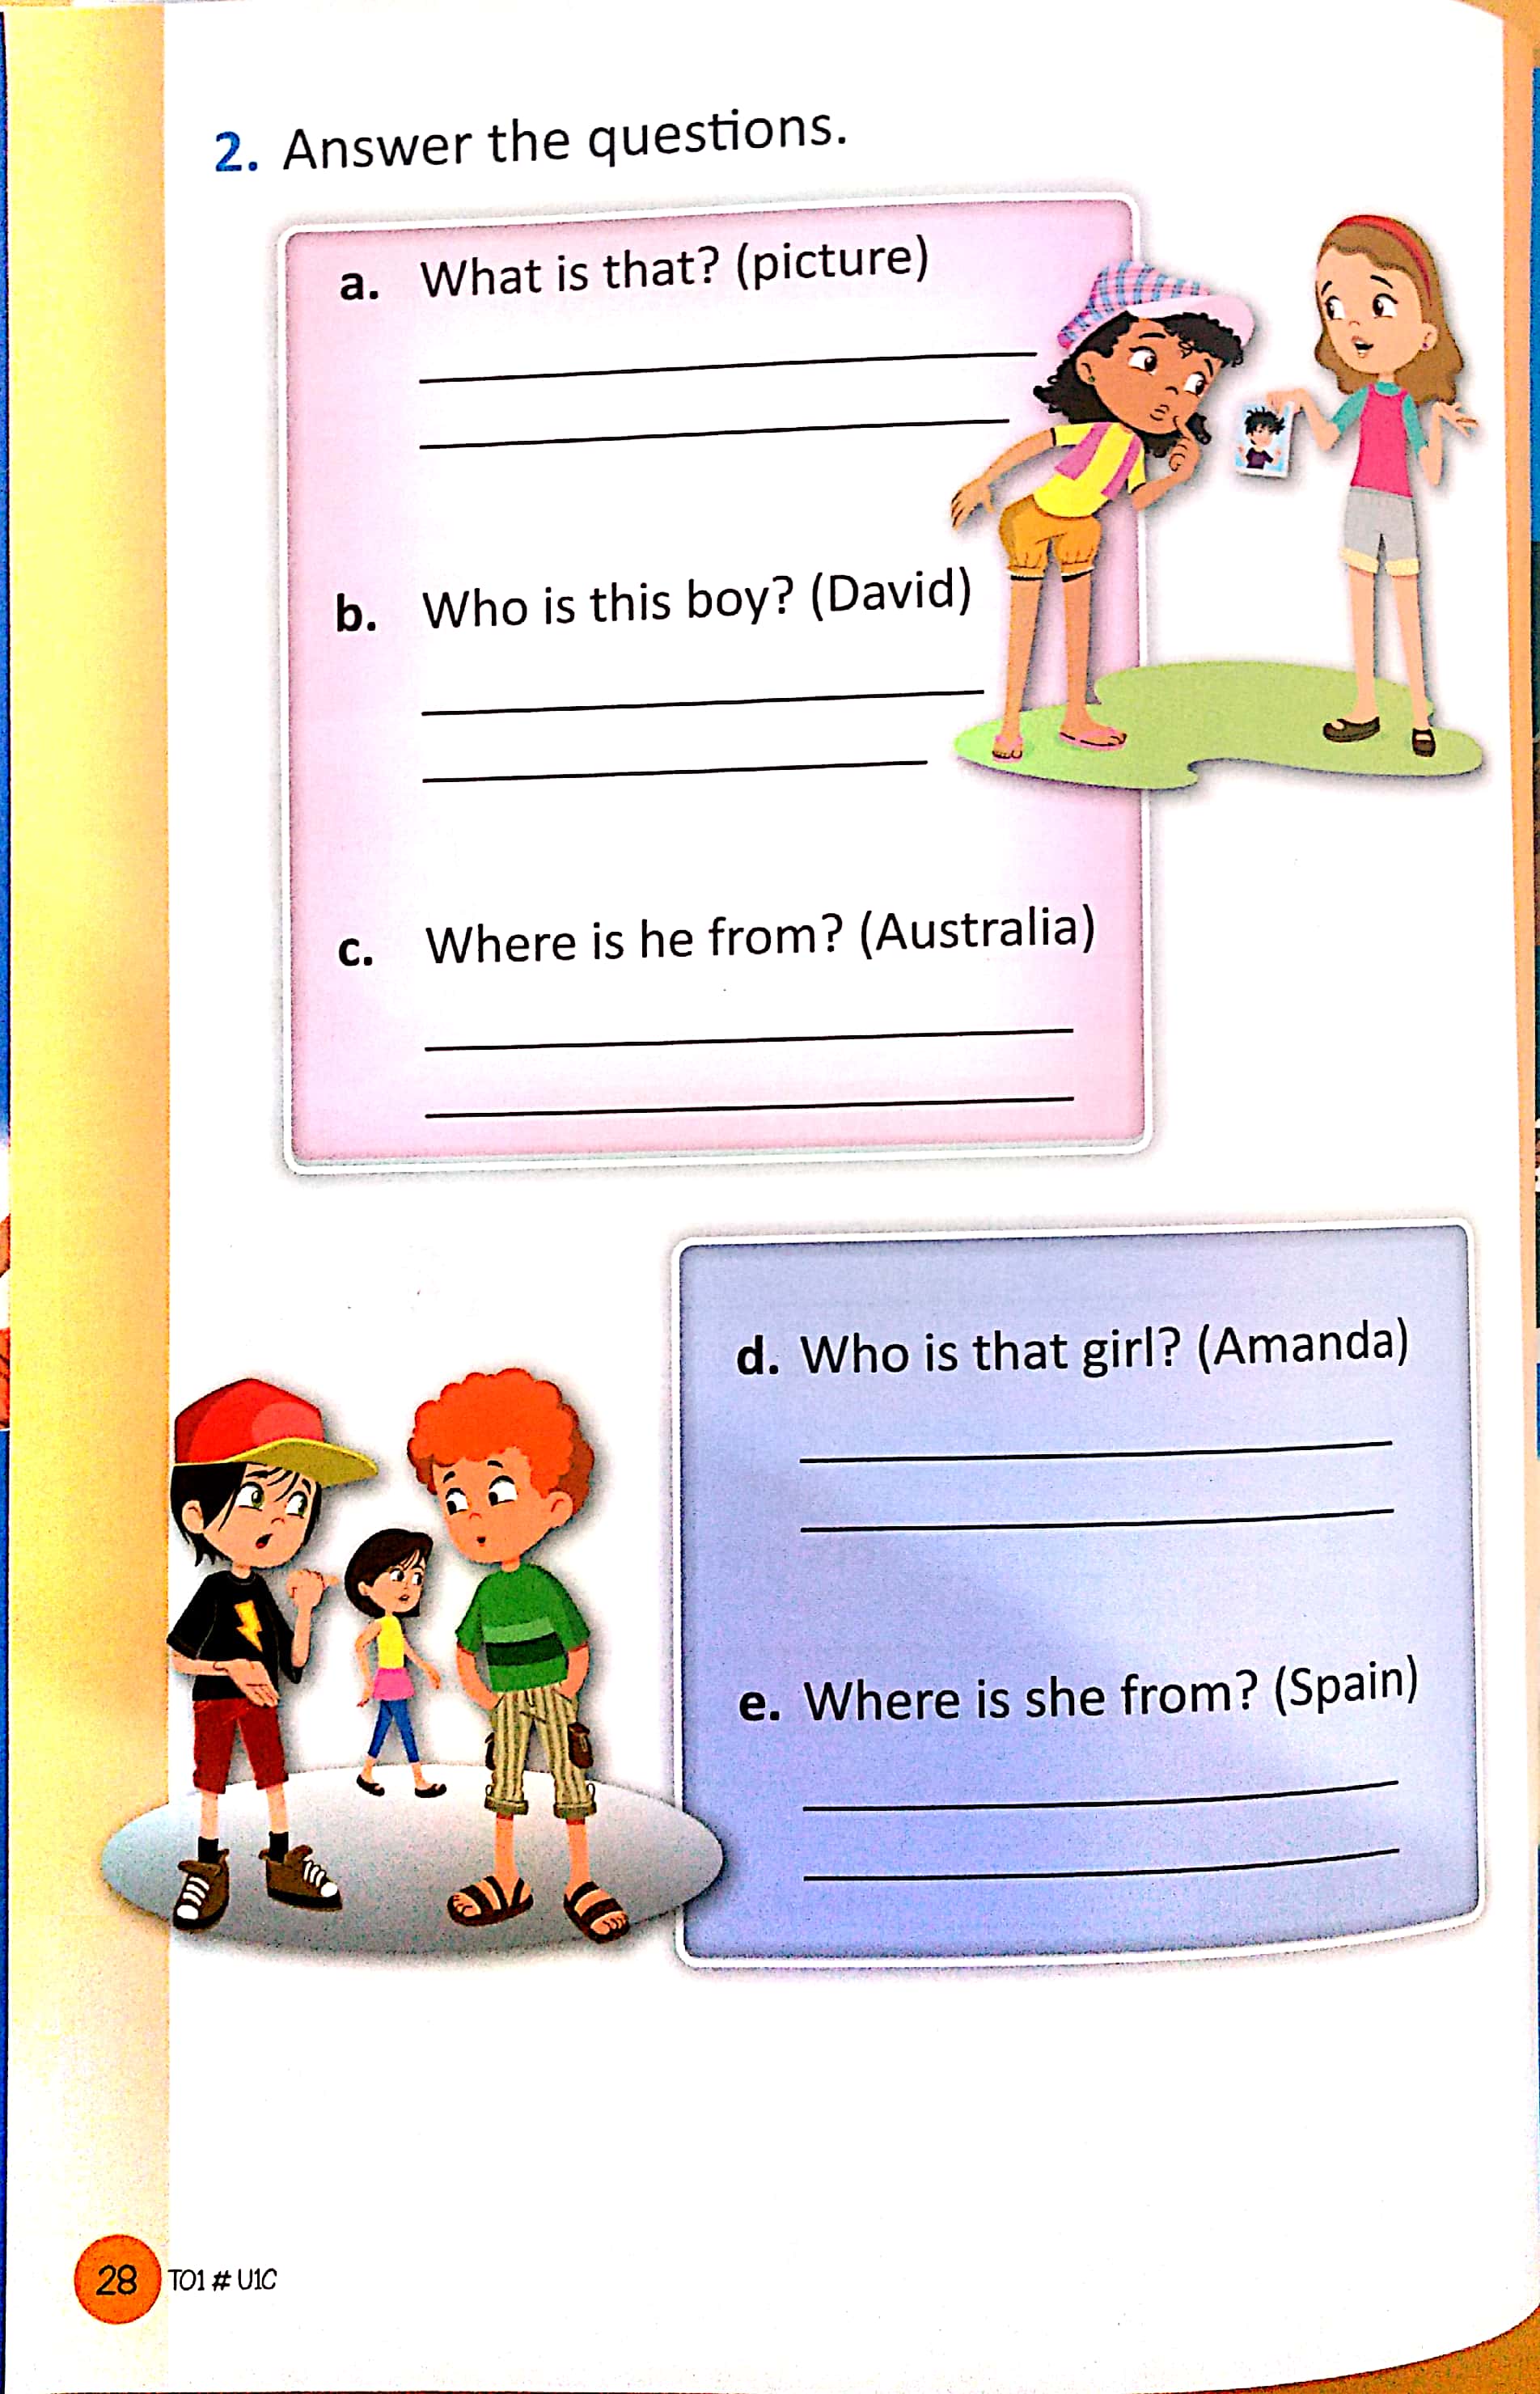 2. Answer the questions.
a. What is that? (picture)
b. Who is this boy? (David)
c. Where is he from? (Australia)
d. Who is that girl? (Amanda)
e. Where is she from? (Spain)
28 TO1 # U1C